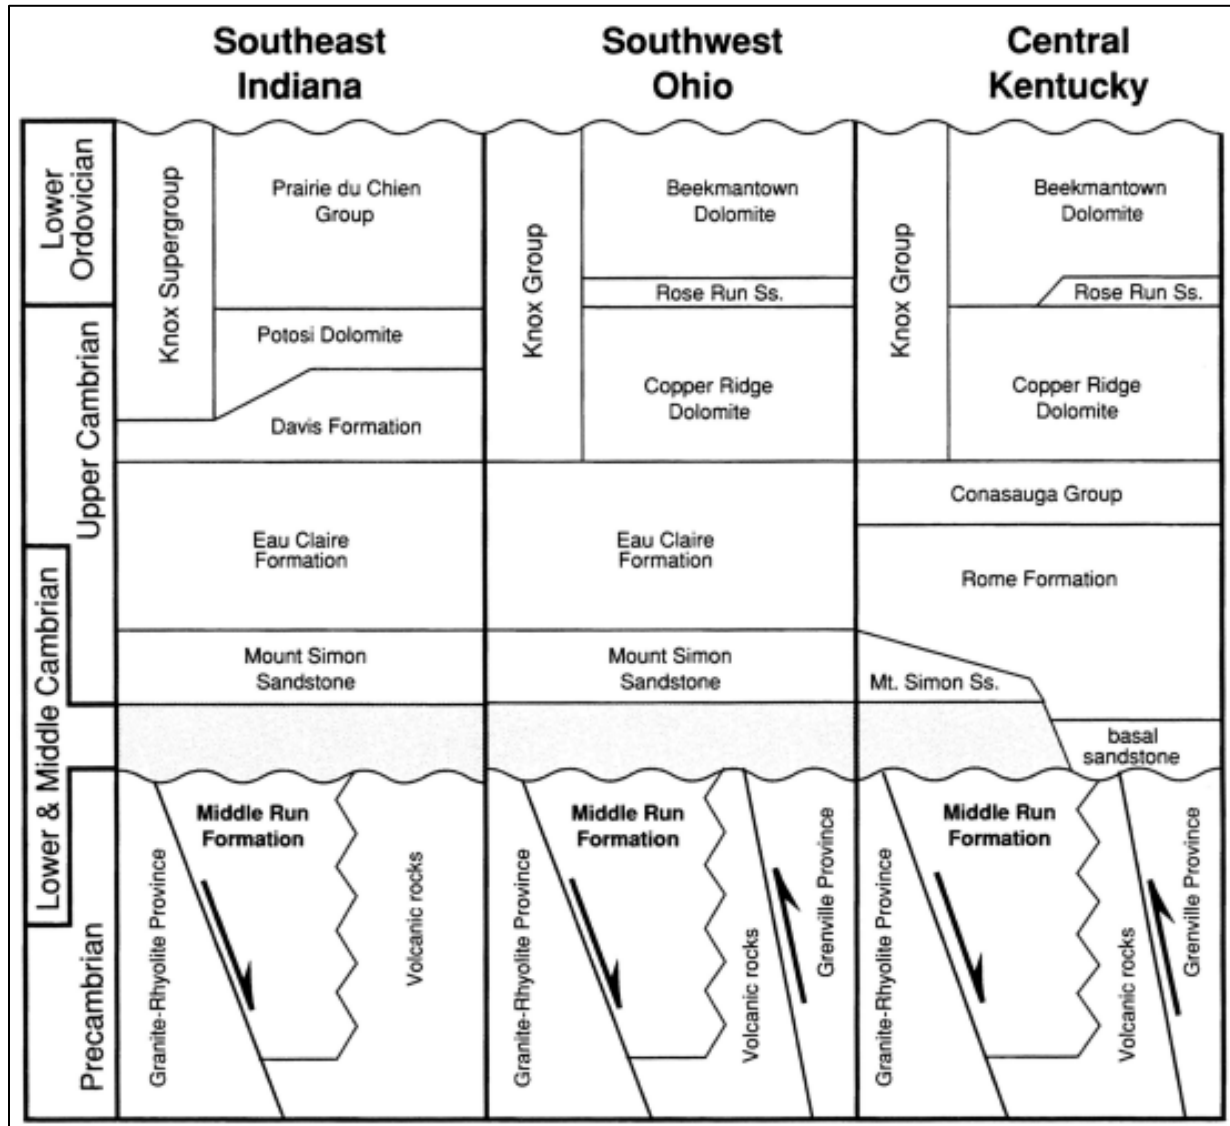 Southeast
Indiana
Southwest
Ohio
Central
Kentucky
Lower
Ordovician
Upper Cambrian
Lower & Middle Cambrian
Precambrian
Knox Supergroup
Prairie du Chien
Group
Potosi Dolomite
Davis Formation
Eau Claire
Formation
Mount Simon
Sandstone
Middle Run
Formation
Granite-Rhyolite Province
Volcanic rocks
Knox Group
Beekmantown
Dolomite
Rose Run Ss.
Copper Ridge
Dolomite
Eau Claire
Formation
Mount Simon
Sandstone
Middle Run
Formation
Granite-Rhyolite Province
Volcanic rocks
Grenville Province
Knox Group
Beekmantown
Dolomite
Rose Run Ss.
Copper Ridge
Dolomite
Conasauga Group
Rome Formation
Mt. Simon Ss.
basal
sandstone
Middle Run
Formation
Granite-Rhyolite Province
Volcanic rocks
Grenville Province